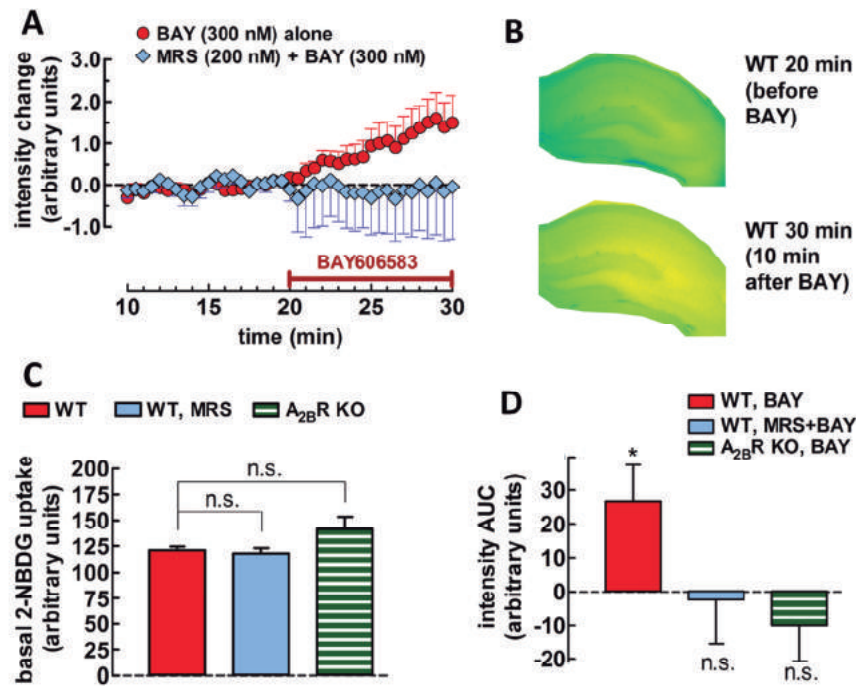 A
BAY (300 nM) alone
MRS (200 nM) + BAY (300 nM)
intensity change
(arbitrary units)
3.0
2.0
1.0
0.0
-1.0
BAY606583
10 15 20 25 30
time (min)
B
WT 20 min
(before
BAY)
WT 30 min
(10 min
after BAY)
C
WT WT, MRS A2BR KO
basal 2-NBDG uptake
(arbitrary units)
200
175
150
125
100
75
50
25
0
n.s.
n.s.
D
WT, BAY
WT, MRS+BAY
A2BR KO, BAY
intensity AUC
(arbitrary units)
30
20
10
0
-10
-20
*
n.s.
n.s.